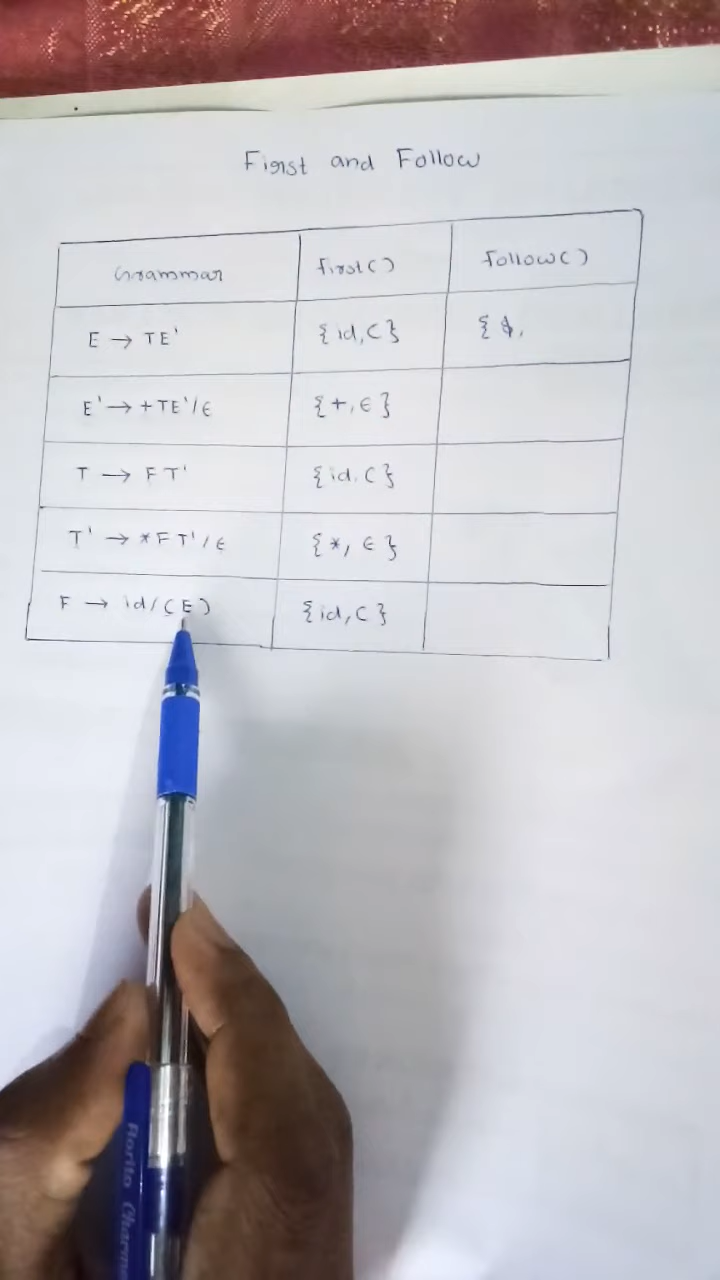 First and Follow
Grammar First() Follow()
E → TE' {id, ( } { $,
E' → +TE'/ϵ {+, ϵ }
T → FT' {id, ( }
T' → *FT'/ϵ {*, ϵ }
F → id/(E) {id, ( }